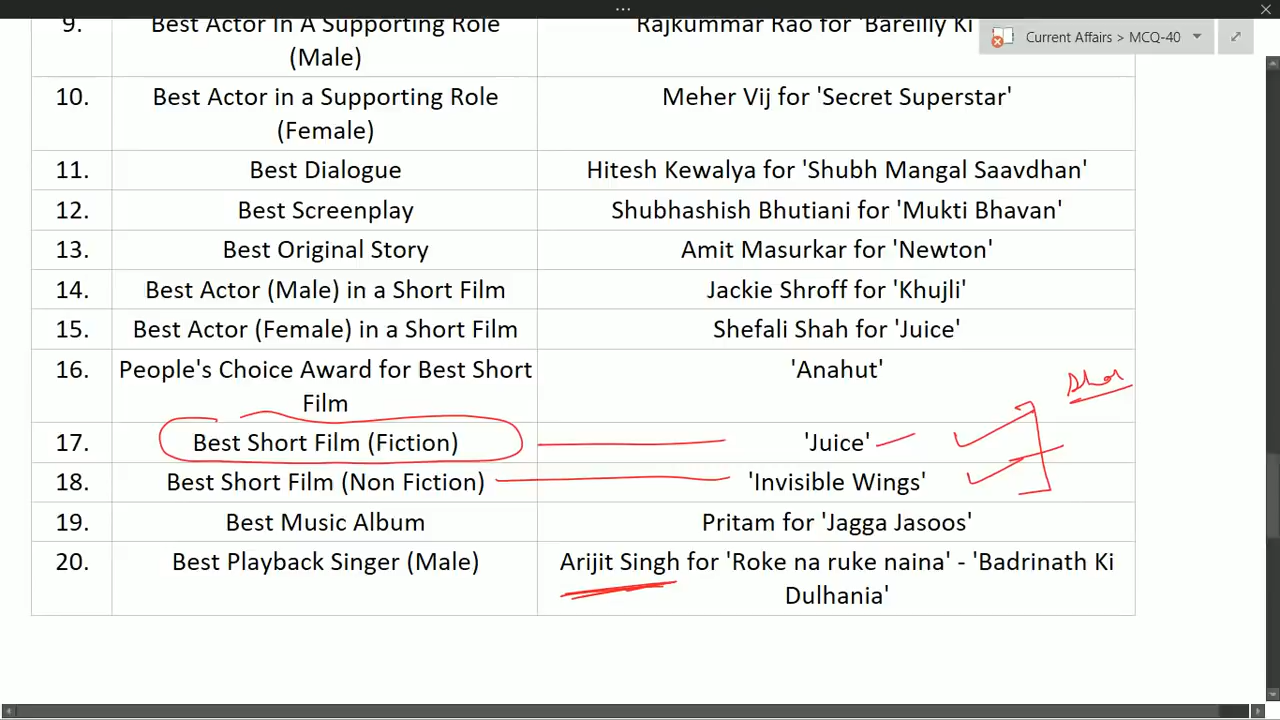 9. Best Actor In A Supporting Role Rajkummar Rao for 'Bareilly Ki
(Male)
Current Affairs > MCQ-40
10. Best Actor in a Supporting Role Meher Vij for 'Secret Superstar'
(Female)
11. Best Dialogue Hitesh Kewalya for 'Shubh Mangal Saavdhan'
12. Best Screenplay Shubhashish Bhutiani for 'Mukti Bhavan'
13. Best Original Story Amit Masurkar for 'Newton'
14. Best Actor (Male) in a Short Film Jackie Shroff for 'Khujli'
15. Best Actor (Female) in a Short Film Shefali Shah for 'Juice'
16. People's Choice Award for Best Short 'Anahut'
Film
17. Best Short Film (Fiction) 'Juice'
18. Best Short Film (Non Fiction) 'Invisible Wings'
19. Best Music Album Pritam for 'Jagga Jasoos'
20. Best Playback Singer (Male) Arijit Singh for 'Roke na ruke naina' - 'Badrinath Ki
Dulhania'